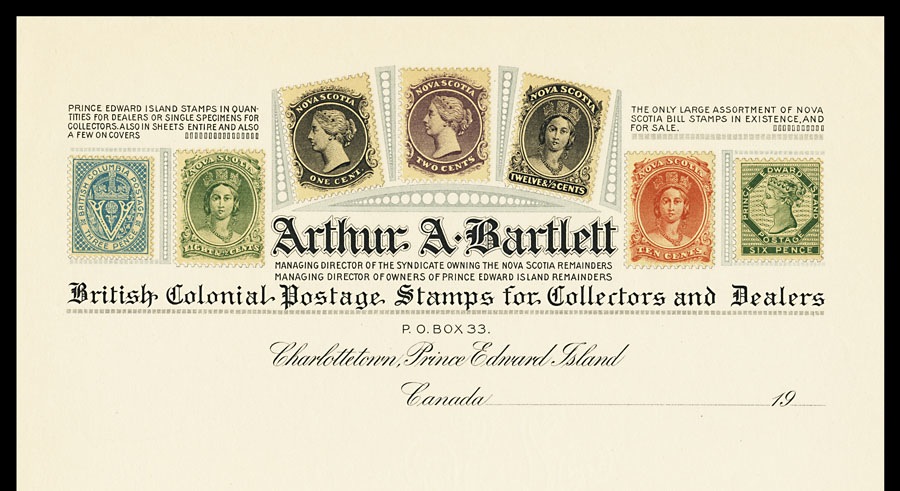 PRINCE EDWARD ISLAND STAMPS IN QUAN-
TITIES FOR DEALERS OR SINGLE SPECIMENS FOR
COLLECTORS. ALSO IN SHEETS ENTIRE AND ALSO
A FEW ON COVERS
NOVA SCOTIA
ONE CENT
NOVA SCOTIA
TWO CENTS
NOVA SCOTIA
TWELVE & ½ CENTS
THE ONLY LARGE ASSORTMENT OF NOVA
SCOTIA BILL STAMPS IN EXISTENCE, AND
FOR SALE.
BRITISH COLUMBIA POSTAGE
THREE PENCE
NOVA SCOTIA
CENTS
NOVA SCOTIA
TEN CENTS
PRINCE EDWARD ISLAND
POSTAGE
SIX PENCE
Arthur A. Bartlett
MANAGING DIRECTOR OF THE SYNDICATE OWNING THE NOVA SCOTIA REMAINDERS
MANAGING DIRECTOR OF OWNERS OF PRINCE EDWARD ISLAND REMAINDERS
British Colonial Postage Stamps for Collectors and Dealers
P. O. BOX 33.
Charlottetown, Prince Edward Island
Canada 19